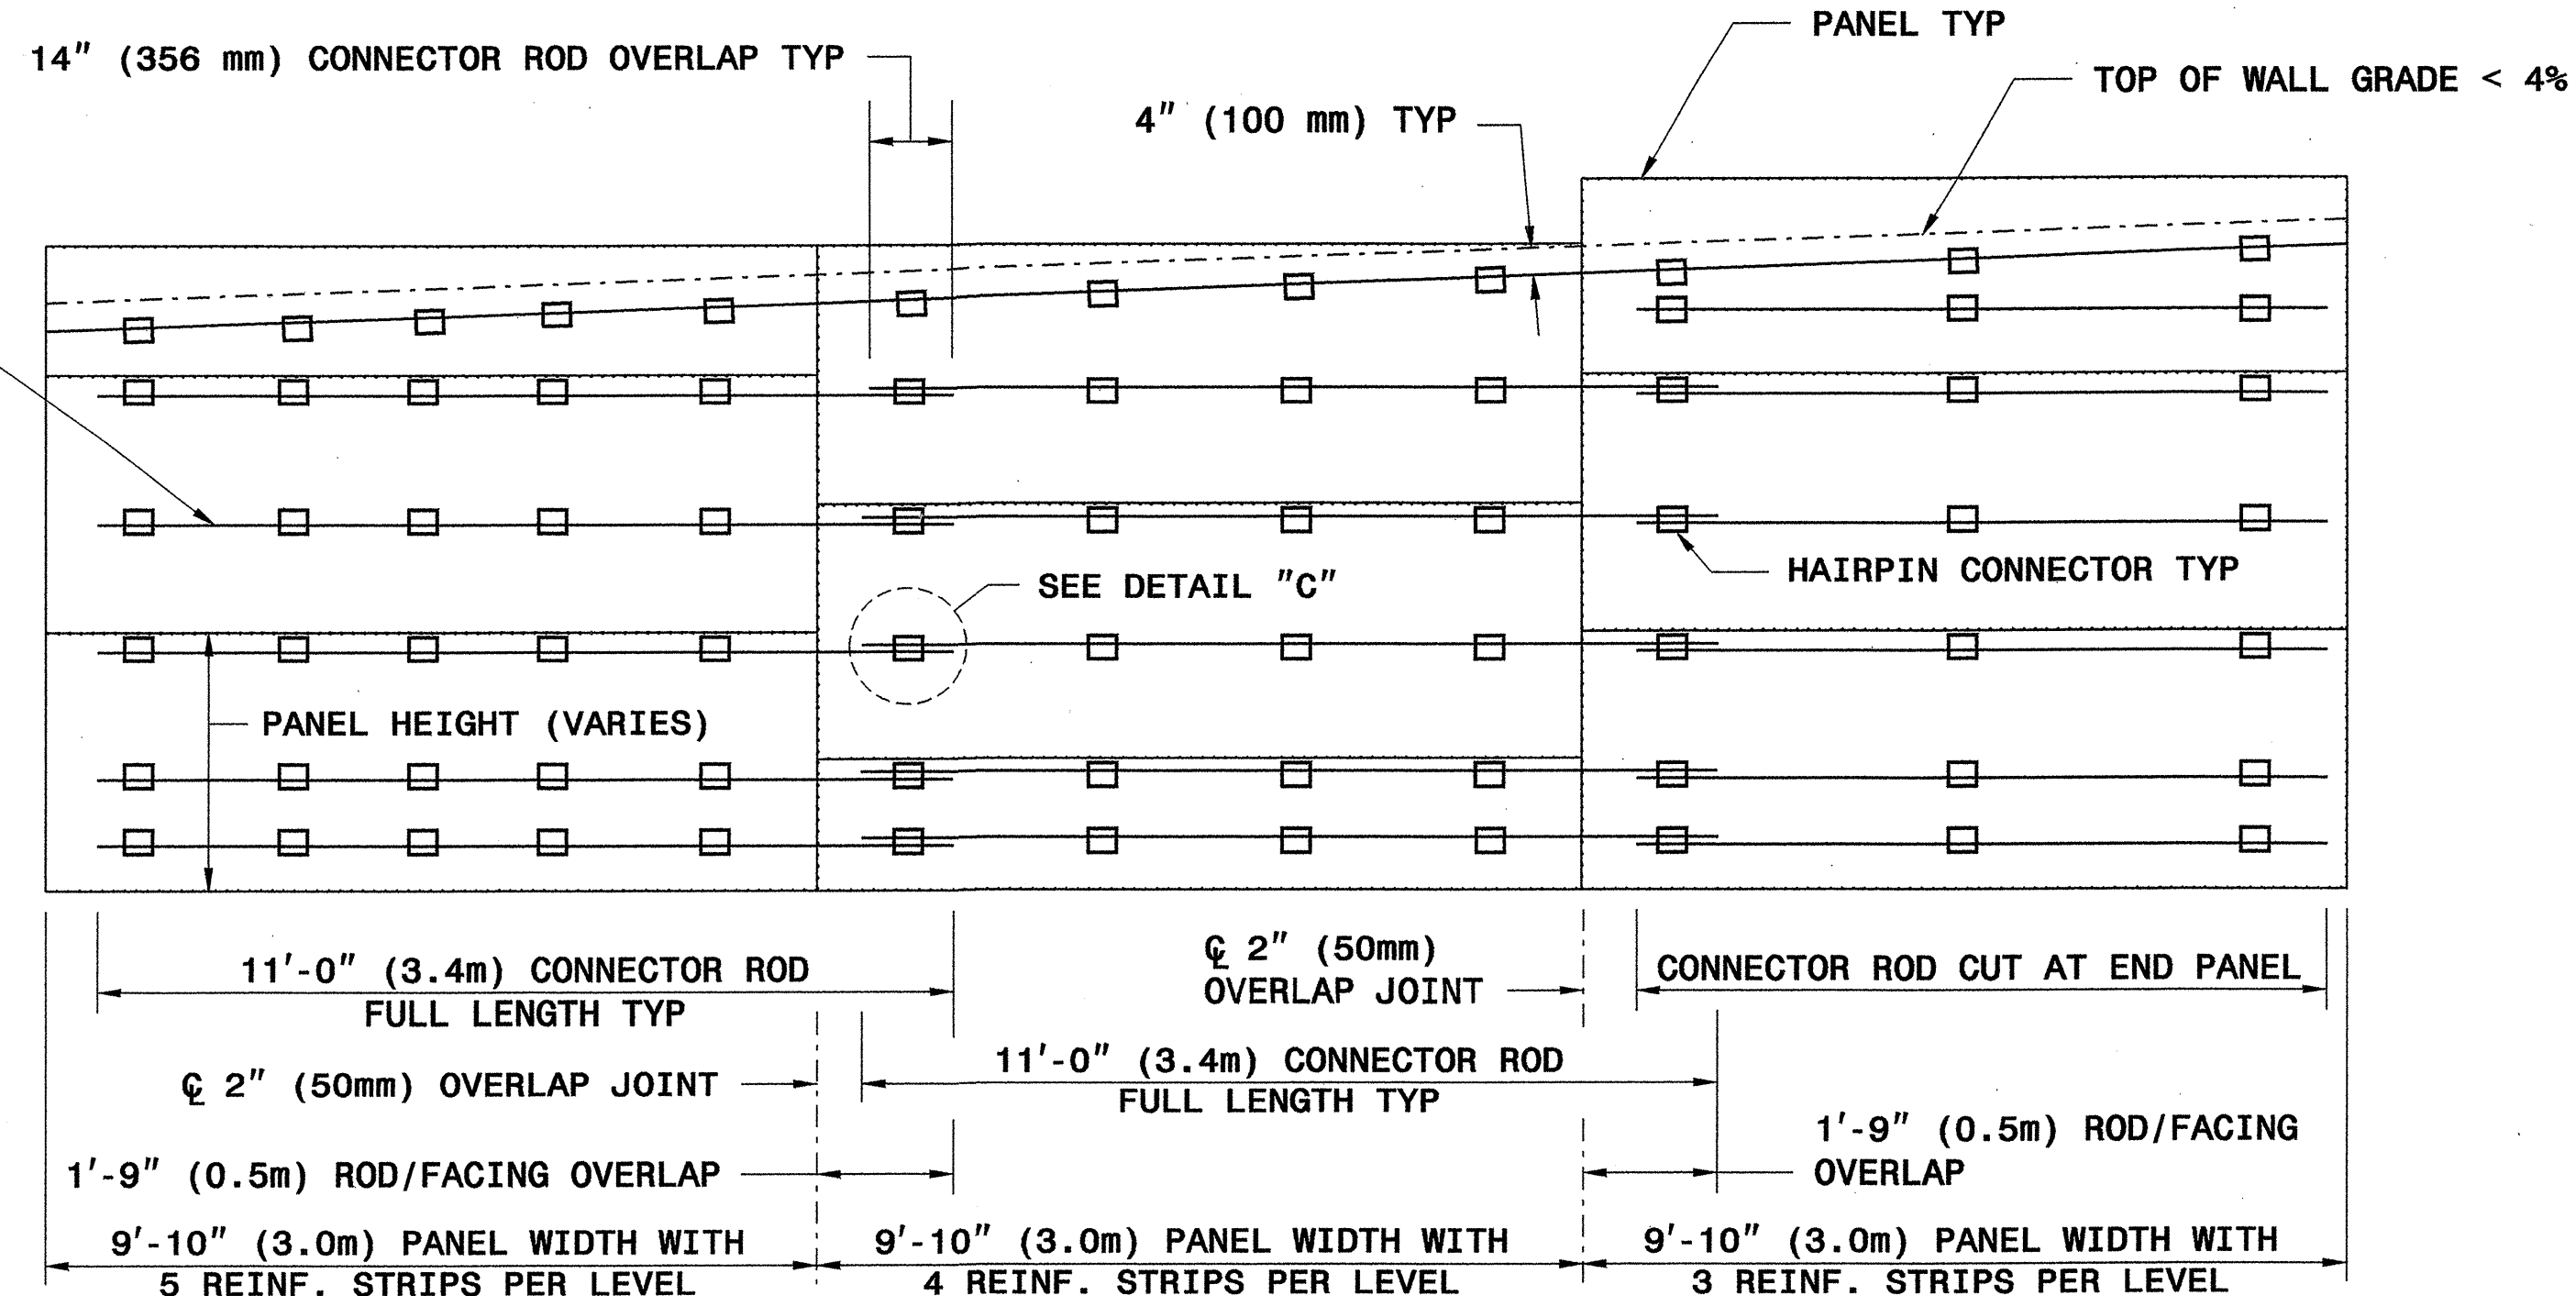 PANEL TYP
14" (356 mm) CONNECTOR ROD OVERLAP TYP
TOP OF WALL GRADE < 4%
4" (100 mm) TYP
HAIRPIN CONNECTOR TYP
SEE DETAIL "C"
PANEL HEIGHT (VARIES)
11'-0" (3.4m) CONNECTOR ROD
FULL LENGTH TYP
℄ 2" (50mm)
OVERLAP JOINT
CONNECTOR ROD CUT AT END PANEL
℄ 2" (50mm) OVERLAP JOINT
11'-0" (3.4m) CONNECTOR ROD
FULL LENGTH TYP
1'-9" (0.5m) ROD/FACING OVERLAP
1'-9" (0.5m) ROD/FACING
OVERLAP
9'-10" (3.0m) PANEL WIDTH WITH
5 REINF. STRIPS PER LEVEL
9'-10" (3.0m) PANEL WIDTH WITH
4 REINF. STRIPS PER LEVEL
9'-10" (3.0m) PANEL WIDTH WITH
3 REINF. STRIPS PER LEVEL